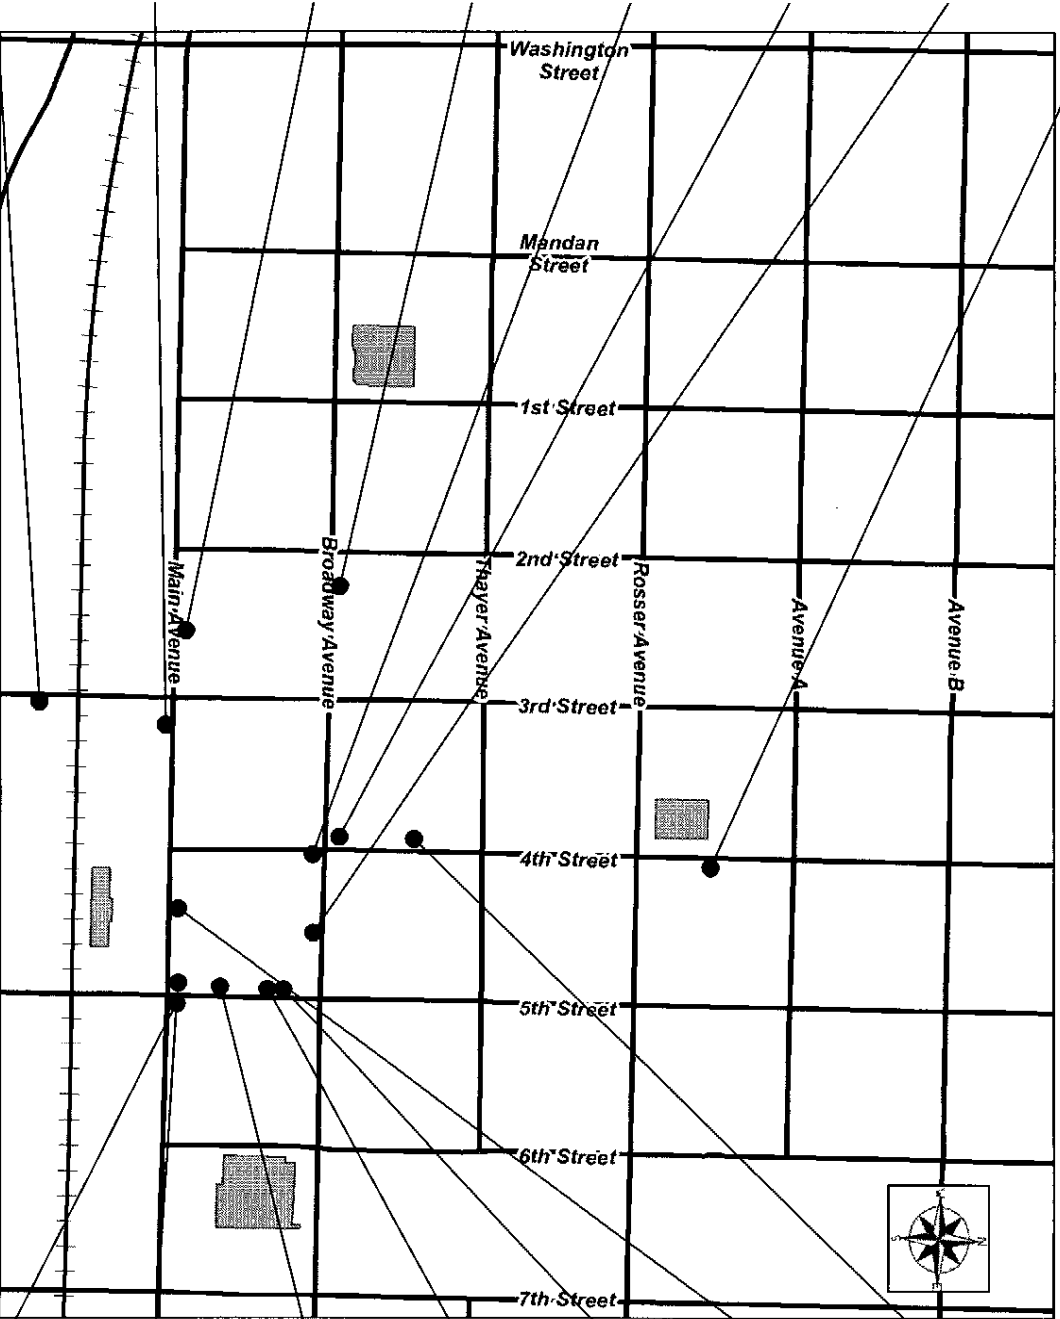 Washington
Street
Mandan
Street
1st Street
2nd Street
Main Avenue
Broadway Avenue
Thayer Avenue
Rosser Avenue
Avenue A
Avenue B
3rd Street
4th Street
5th Street
6th Street
W
S
N
E
7th Street